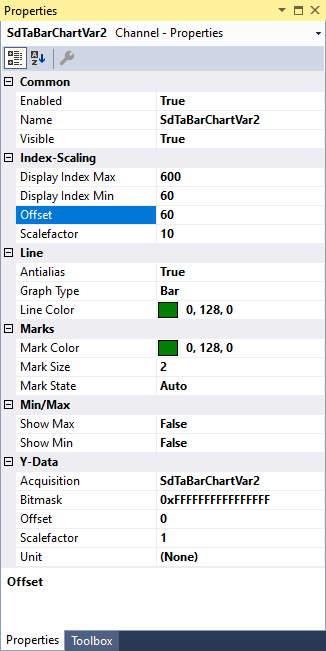 Properties
SdTaBarChartVar2 Channel - Properties
Common
Enabled True
Name SdTaBarChartVar2
Visible True
Index-Scaling
Display Index Max 600
Display Index Min 60
Offset 60
Scalefactor 10
Line
Antialias True
Graph Type Bar
Line Color 0, 128, 0
Marks
Mark Color 0, 128, 0
Mark Size 2
Mark State Auto
Min/Max
Show Max False
Show Min False
Y-Data
Acquisition SdTaBarChartVar2
Bitmask 0xFFFFFFFFFFFFFFFF
Offset 0
Scalefactor 1
Unit (None)
Offset
Properties Toolbox